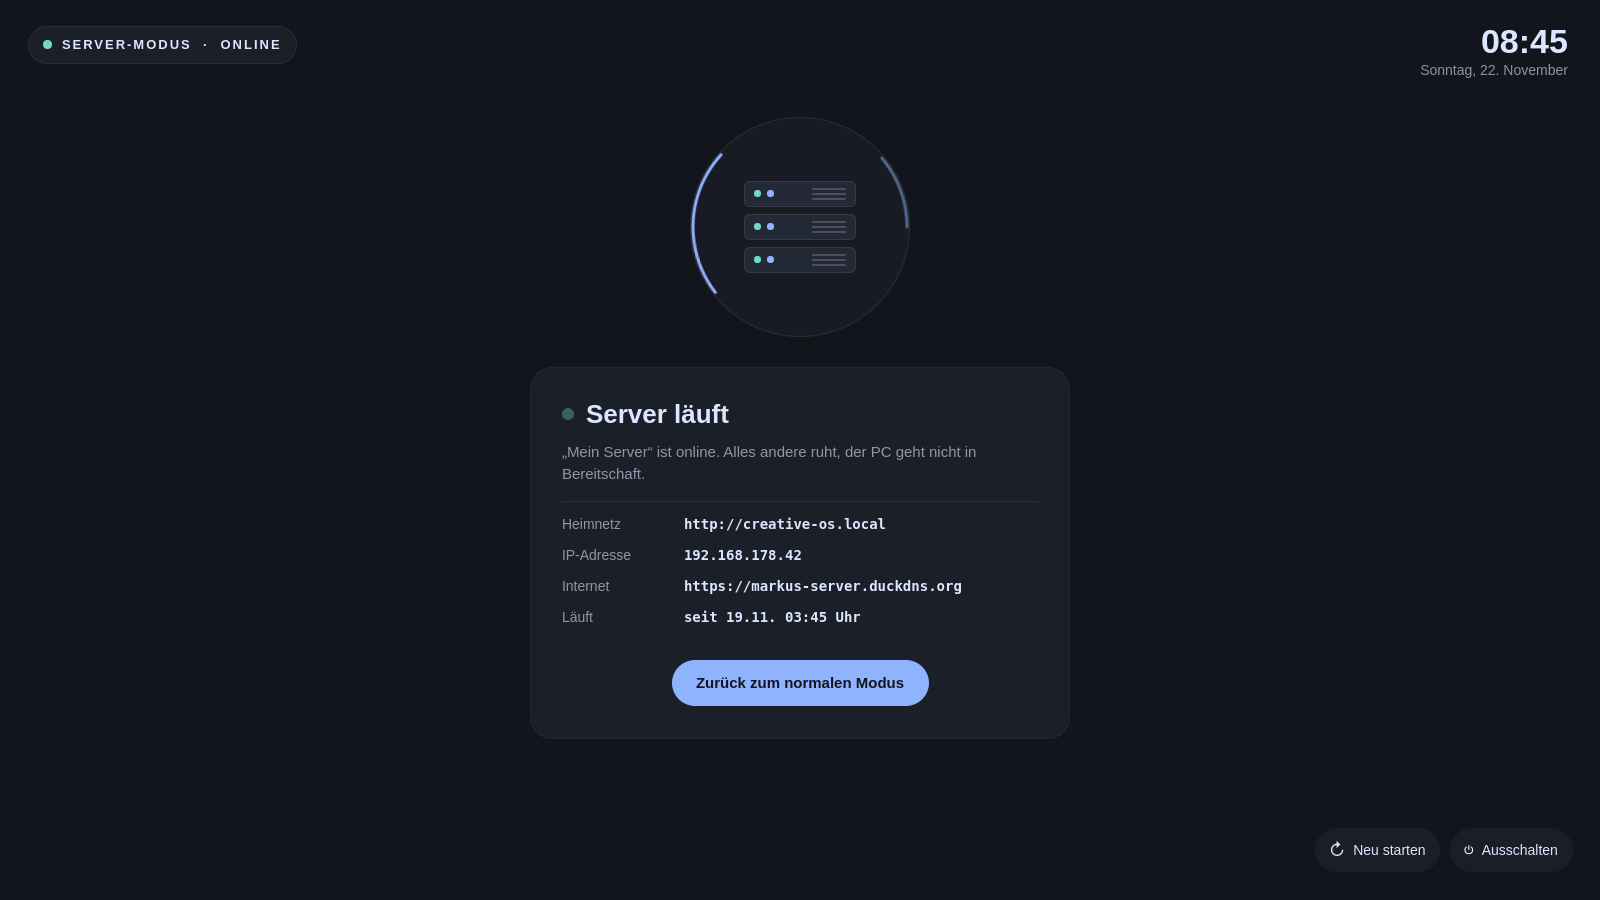 SERVER-MODUS · ONLINE
08:45
Sonntag, 22. November
Server läuft
„Mein Server“ ist online. Alles andere ruht, der PC geht nicht in
Bereitschaft.
Heimnetz http://creative-os.local
IP-Adresse 192.168.178.42
Internet https://markus-server.duckdns.org
Läuft seit 19.11. 03:45 Uhr
Zurück zum normalen Modus
Neu starten Ausschalten